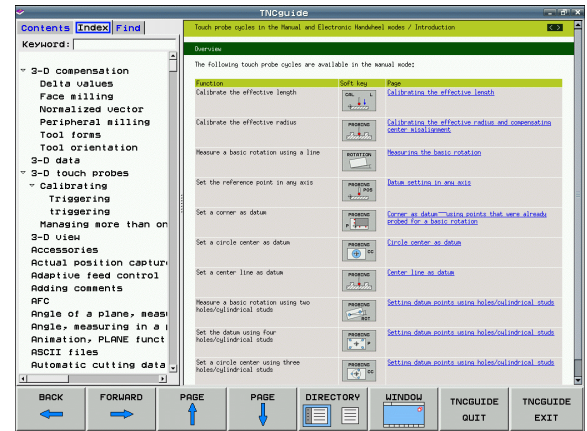 TNCguide
Contents Index Find
Keyword:
3-D compensation
Delta values
Face milling
Normalized vector
Peripheral milling
Tool forms
Tool orientation
3-D data
3-D touch probes
Calibrating
Triggering
triggering
Managing more than on
3-D view
Accessories
Actual position captur
Adaptive feed control
Adding comments
AFC
Angle of a plane, meas
Angle, measuring in a
Animation, PLANE funct
ASCII files
Automatic cutting data
Touch probe cycles in the Manual and Electronic Handwheel modes / Introduction
Overview
The following touch probe cycles are available in the manual mode:
Function Soft key Page
Calibrate the effective length CAL L Calibrating the effective length
Calibrate the effective radius PROBING Calibrating the effective radius and compensating
center misalignment
Measure a basic rotation using a line ROTATION Measuring the basic rotation
Set the reference point in any axis PROBING POS Datum setting in any axis
Set a corner as datum PROBING P Corner as datum—using points that were already
probed for a basic rotation
Set a circle center as datum PROBING CC Circle center as datum
Set a center line as datum PROBING Center line as datum
Measure a basic rotation using two
holes/cylindrical studs PROBING ROT Setting datum points using holes/cylindrical studs
Set the datum using four
holes/cylindrical studs PROBING P Setting datum points using holes/cylindrical studs
Set a circle center using three
holes/cylindrical studs PROBING CC Setting datum points using holes/cylindrical studs
BACK FORWARD PAGE PAGE DIRECTORY WINDOW TNCGUIDE TNCGUIDE
QUIT EXIT